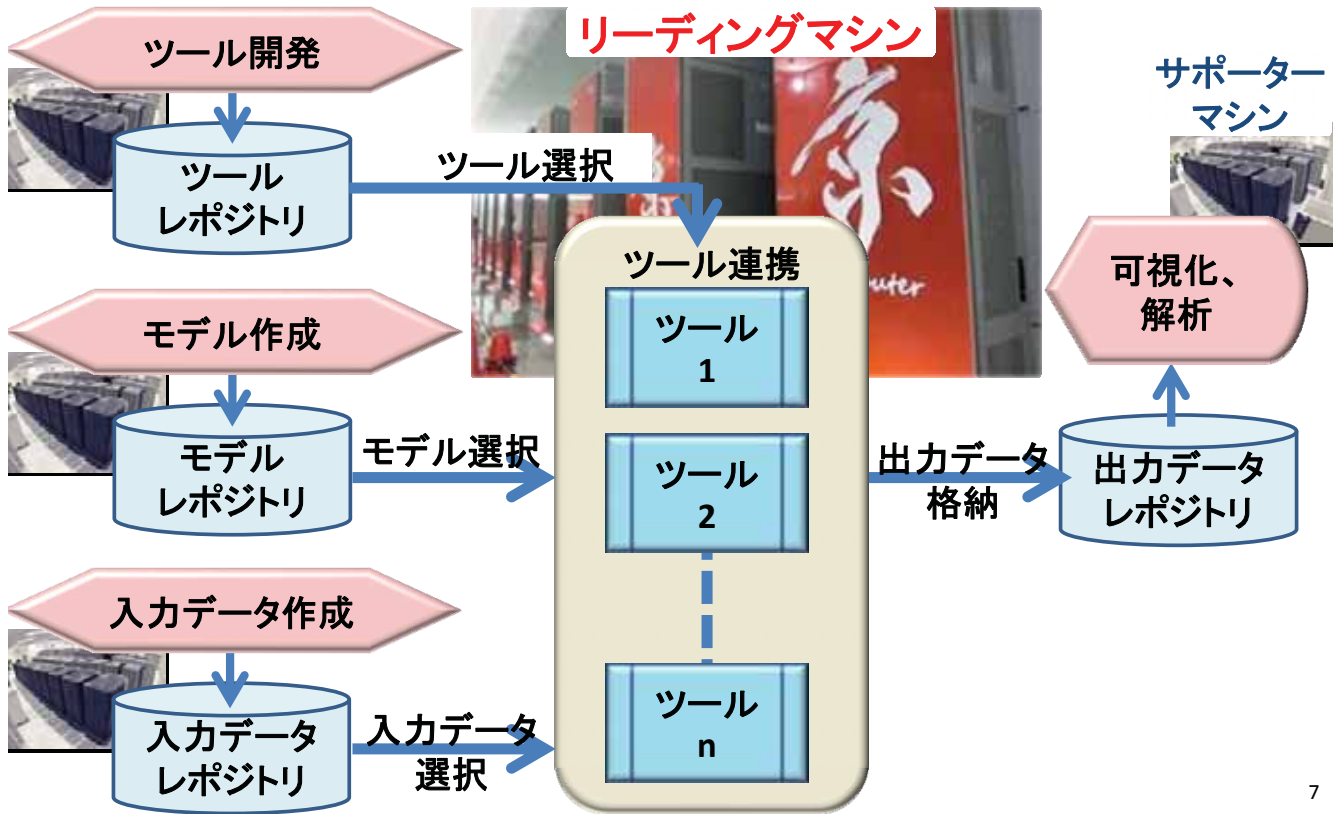 リーディングマシン
サポーター
マシン
ツール開発
ツール
レポジトリ
ツール選択
京
puter
ツール連携
ツール
1
ツール
2
ツール
n
モデル作成
モデル
レポジトリ
モデル選択
入力データ作成
入力データ
レポジトリ
入力データ
選択
出力データ
格納
出力データ
レポジトリ
可視化、
解析
7